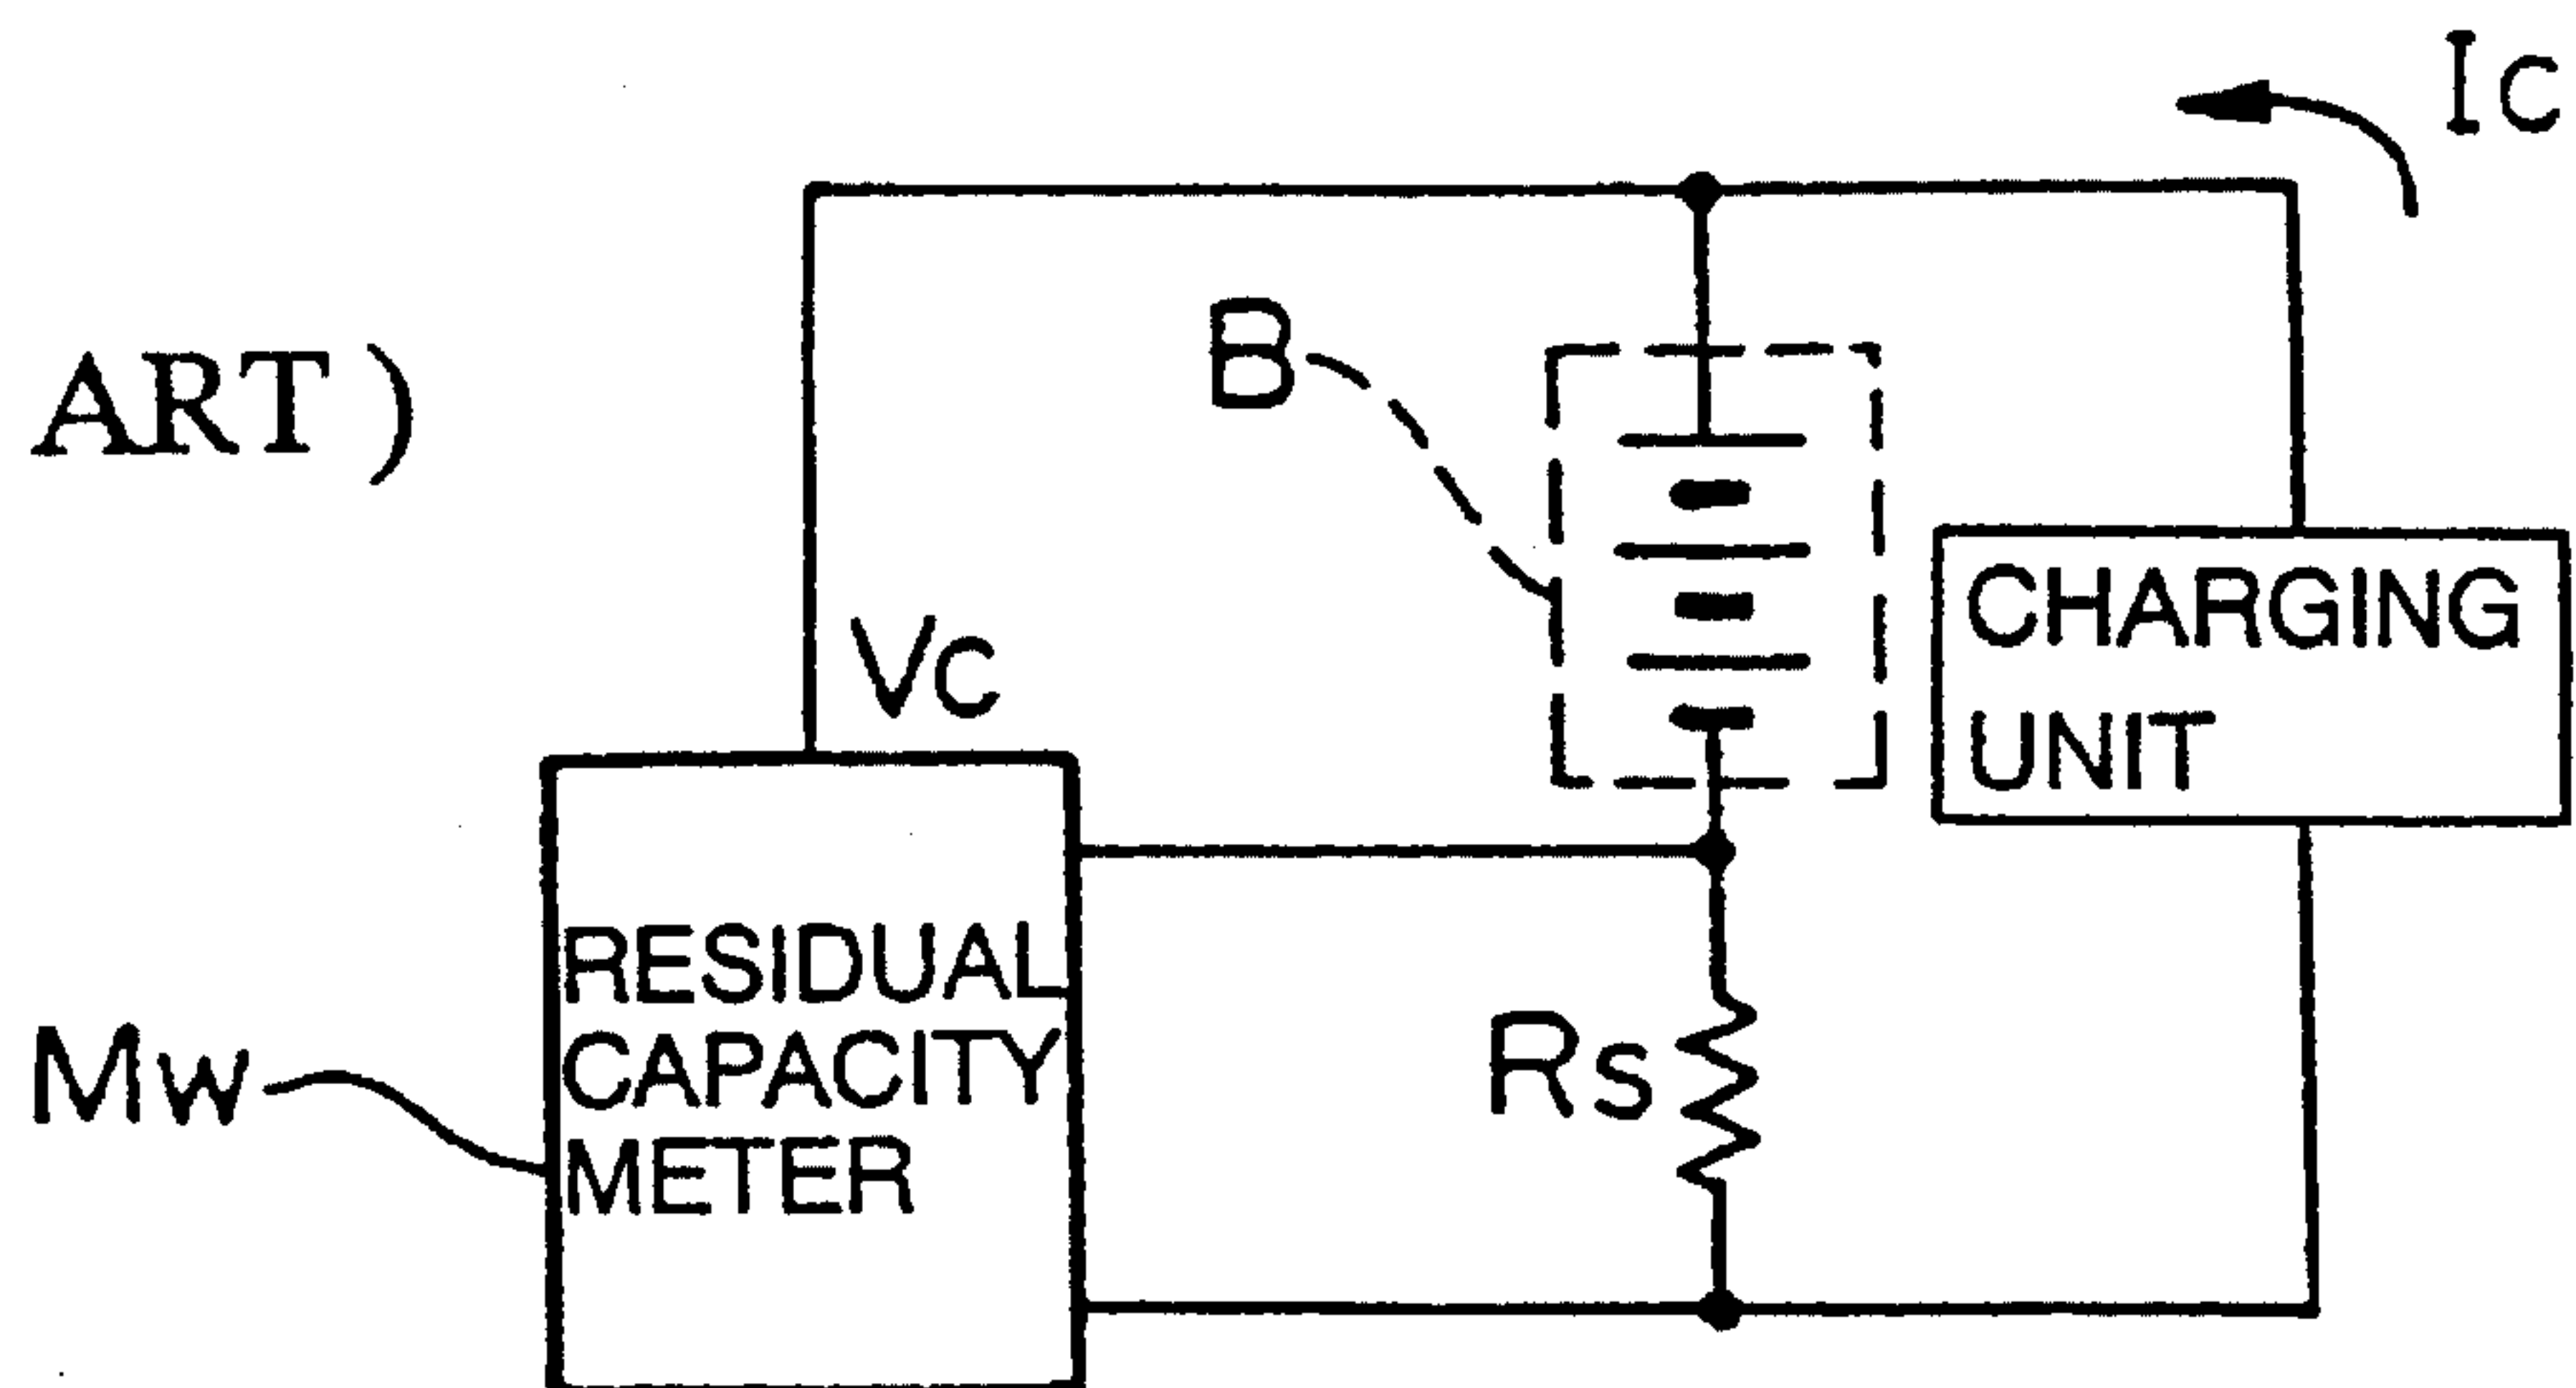 Ic
ART)
B
CHARGING
UNIT
Vc
RESIDUAL
CAPACITY
METER
Mw
Rs